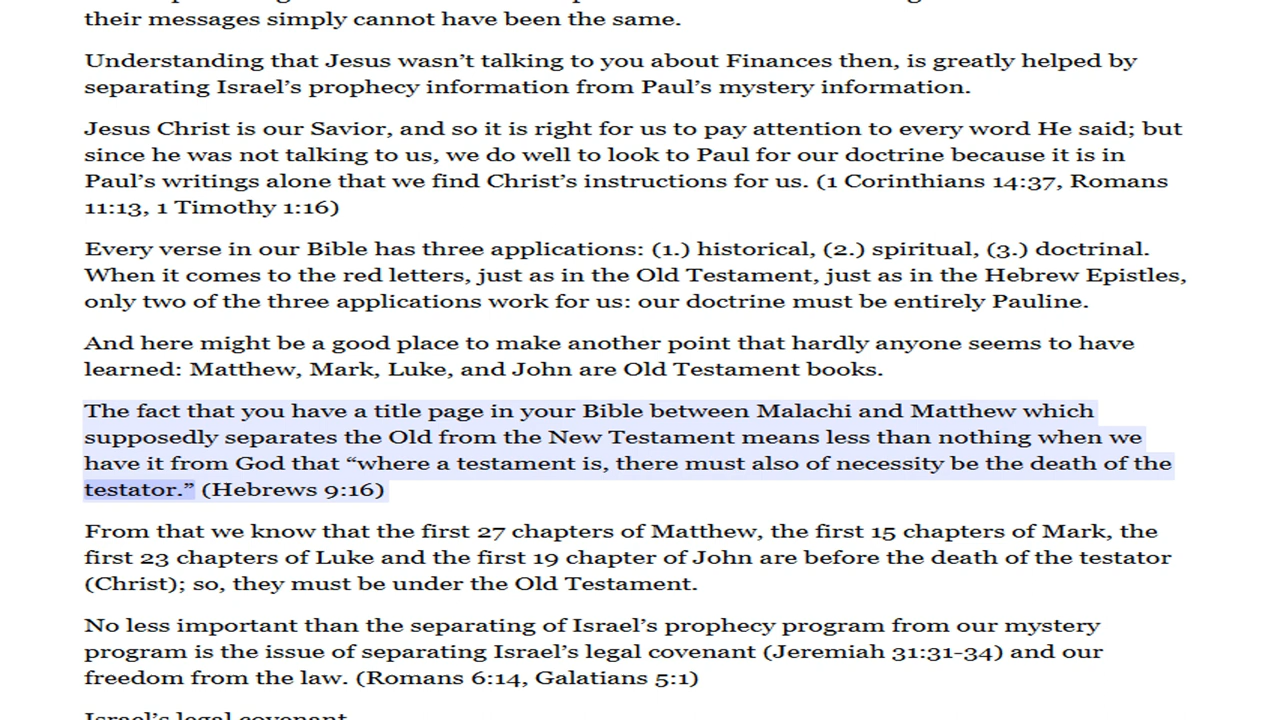 their messages simply cannot have been the same.
Understanding that Jesus wasn’t talking to you about Finances then, is greatly helped by
separating Israel’s prophecy information from Paul’s mystery information.
Jesus Christ is our Savior, and so it is right for us to pay attention to every word He said; but
since he was not talking to us, we do well to look to Paul for our doctrine because it is in
Paul’s writings alone that we find Christ’s instructions for us. (1 Corinthians 14:37, Romans
11:13, 1 Timothy 1:16)
Every verse in our Bible has three applications: (1.) historical, (2.) spiritual, (3.) doctrinal.
When it comes to the red letters, just as in the Old Testament, just as in the Hebrew Epistles,
only two of the three applications work for us: our doctrine must be entirely Pauline.
And here might be a good place to make another point that hardly anyone seems to have
learned: Matthew, Mark, Luke, and John are Old Testament books.
The fact that you have a title page in your Bible between Malachi and Matthew which
supposedly separates the Old from the New Testament means less than nothing when we
have it from God that “where a testament is, there must also of necessity be the death of the
testator.” (Hebrews 9:16)
From that we know that the first 27 chapters of Matthew, the first 15 chapters of Mark, the
first 23 chapters of Luke and the first 19 chapter of John are before the death of the testator
(Christ); so, they must be under the Old Testament.
No less important than the separating of Israel’s prophecy program from our mystery
program is the issue of separating Israel’s legal covenant (Jeremiah 31:31-34) and our
freedom from the law. (Romans 6:14, Galatians 5:1)
Israel’s legal covenant